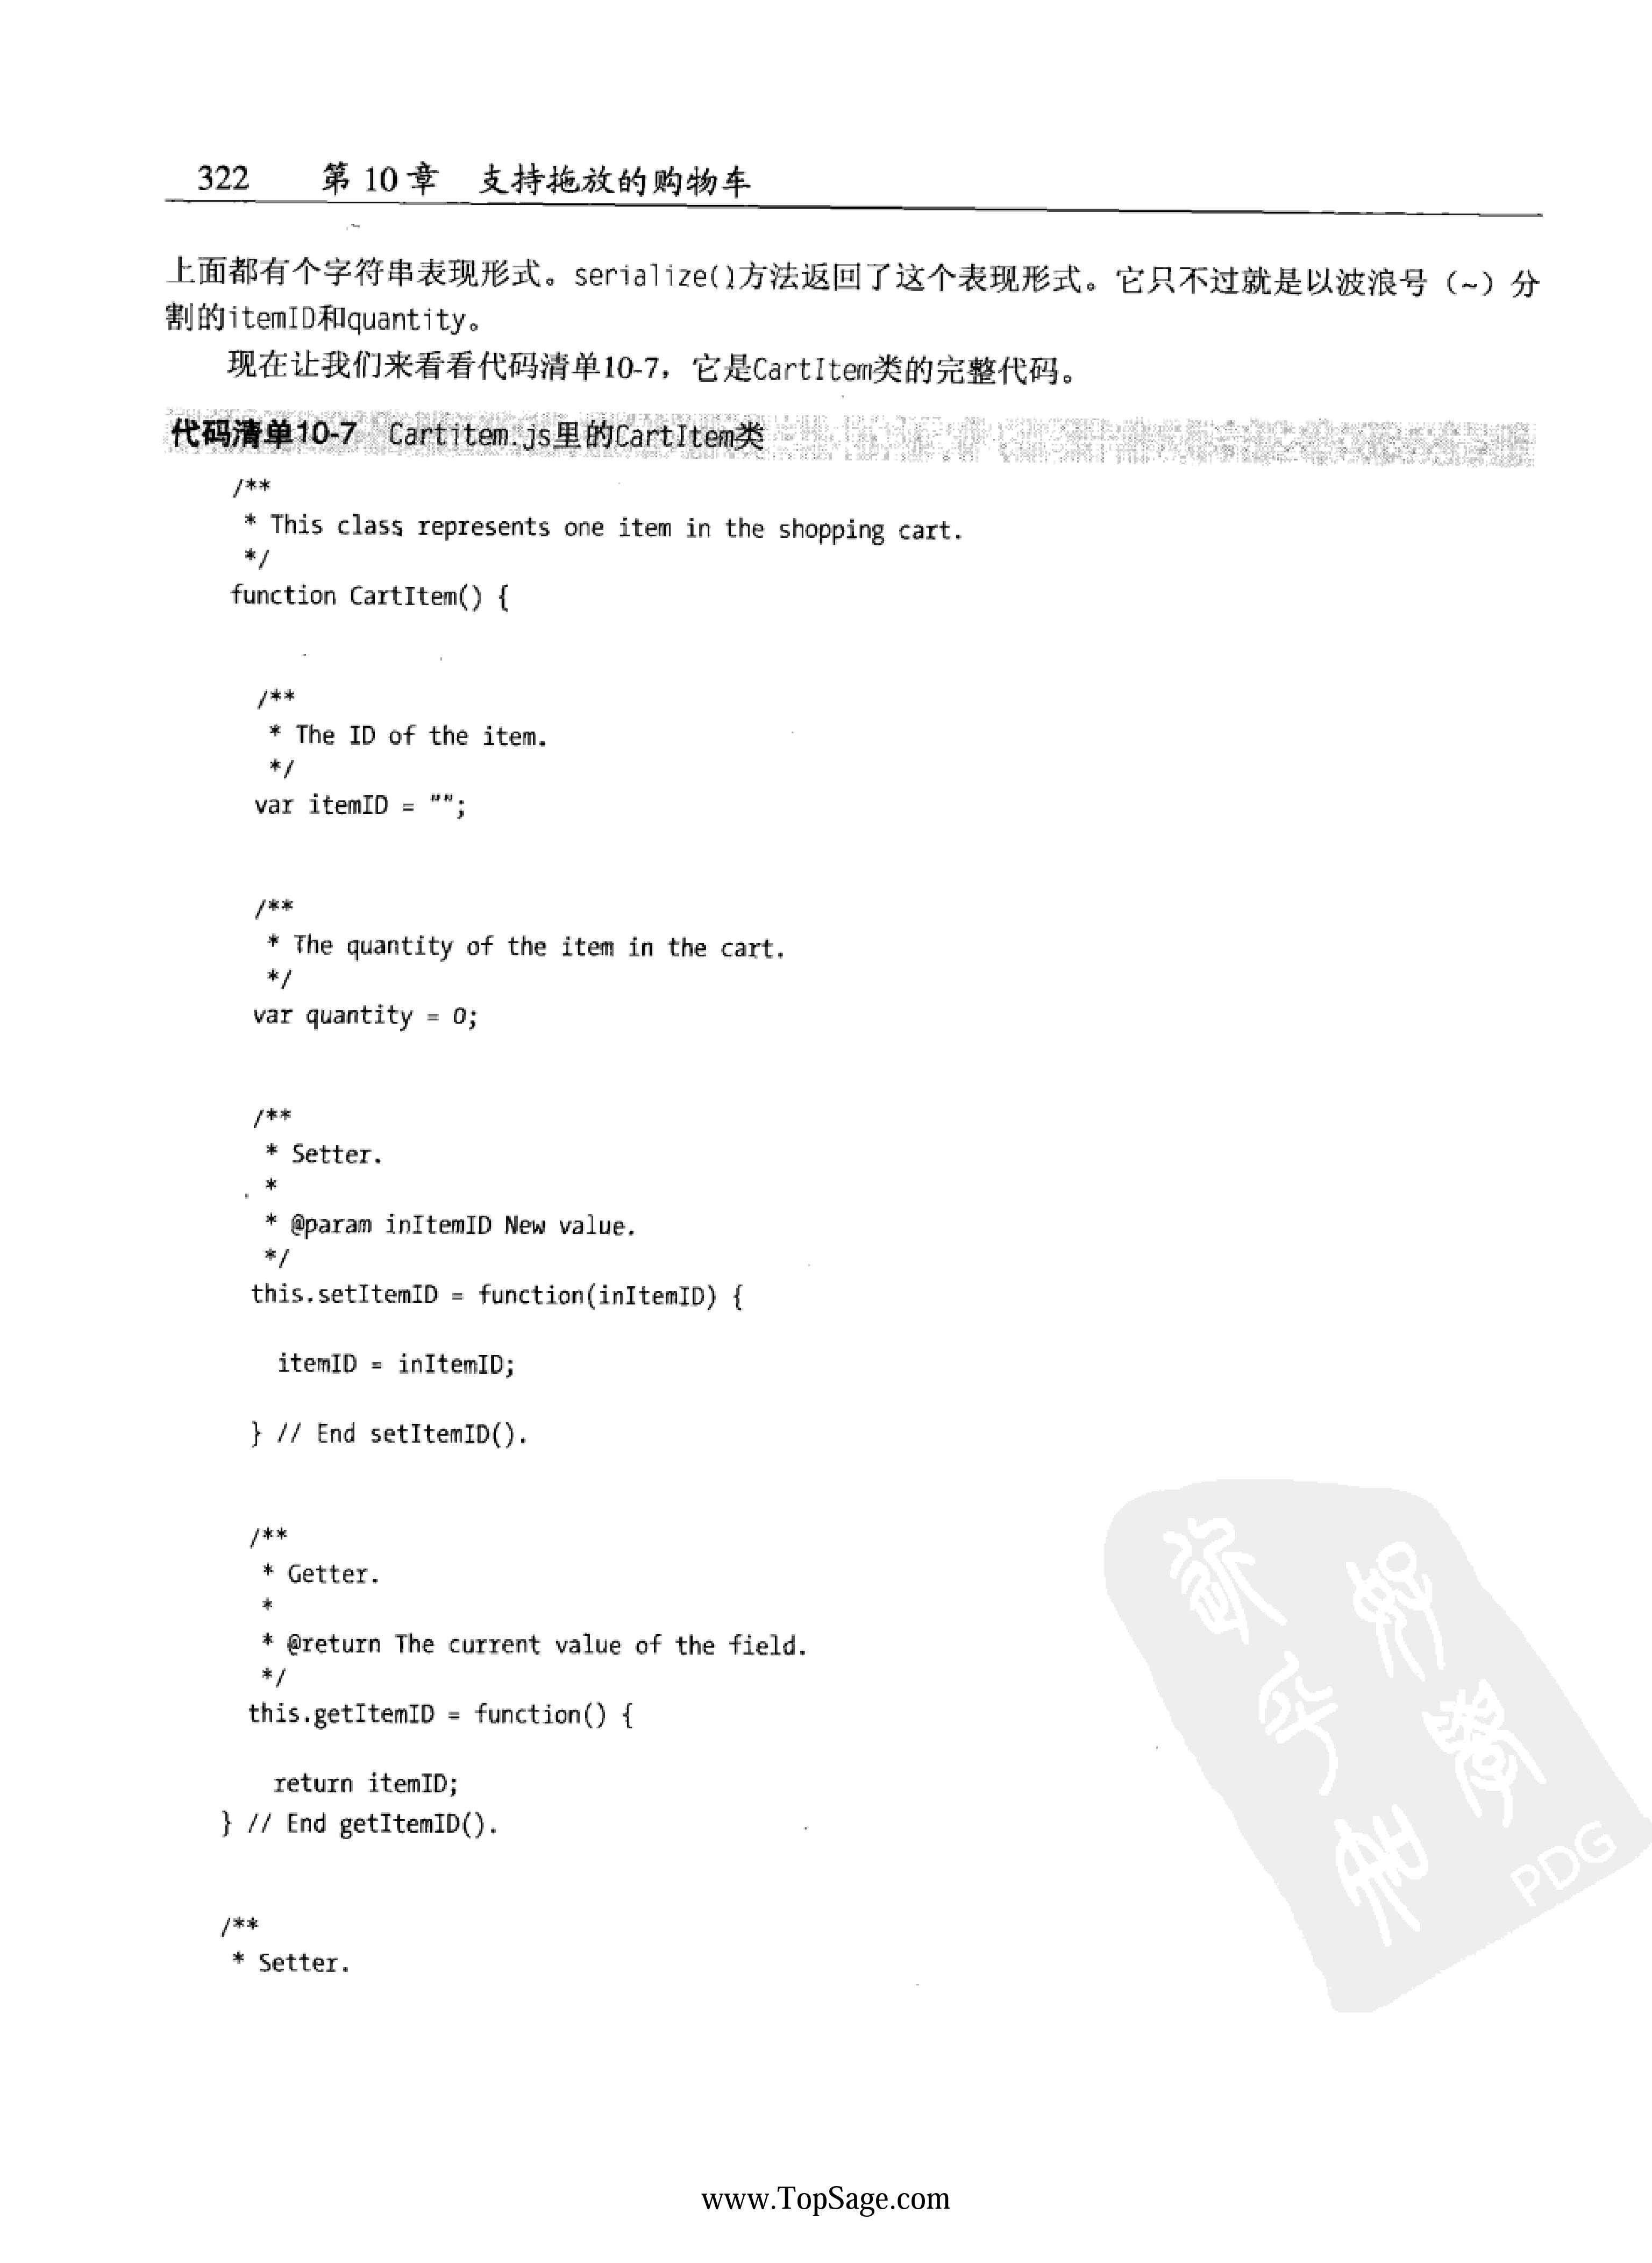 322 第 10 章 支持拖放的购物车
上面都有个字符串表现形式。serialize()方法返回了这个表现形式。它只不过就是以波浪号（~）分
割的itemID和quantity。
现在让我们来看看代码清单10-7，它是CartItem类的完整代码。
代码清单10-7 Cartitem.js里的CartItem类
/**
* This class represents one item in the shopping cart.
*/
function CartItem() {
/**
* The ID of the item.
*/
var itemID = "";
/**
* The quantity of the item in the cart.
*/
var quantity = 0;
/**
* Setter.
*
* @param inItemID New value.
*/
this.setItemID = function(inItemID) {
itemID = inItemID;
} // End setItemID().
/**
* Getter.
*
* @return The current value of the field.
*/
this.getItemID = function() {
return itemID;
} // End getItemID().
/**
* Setter.
PDG
www.TopSage.com